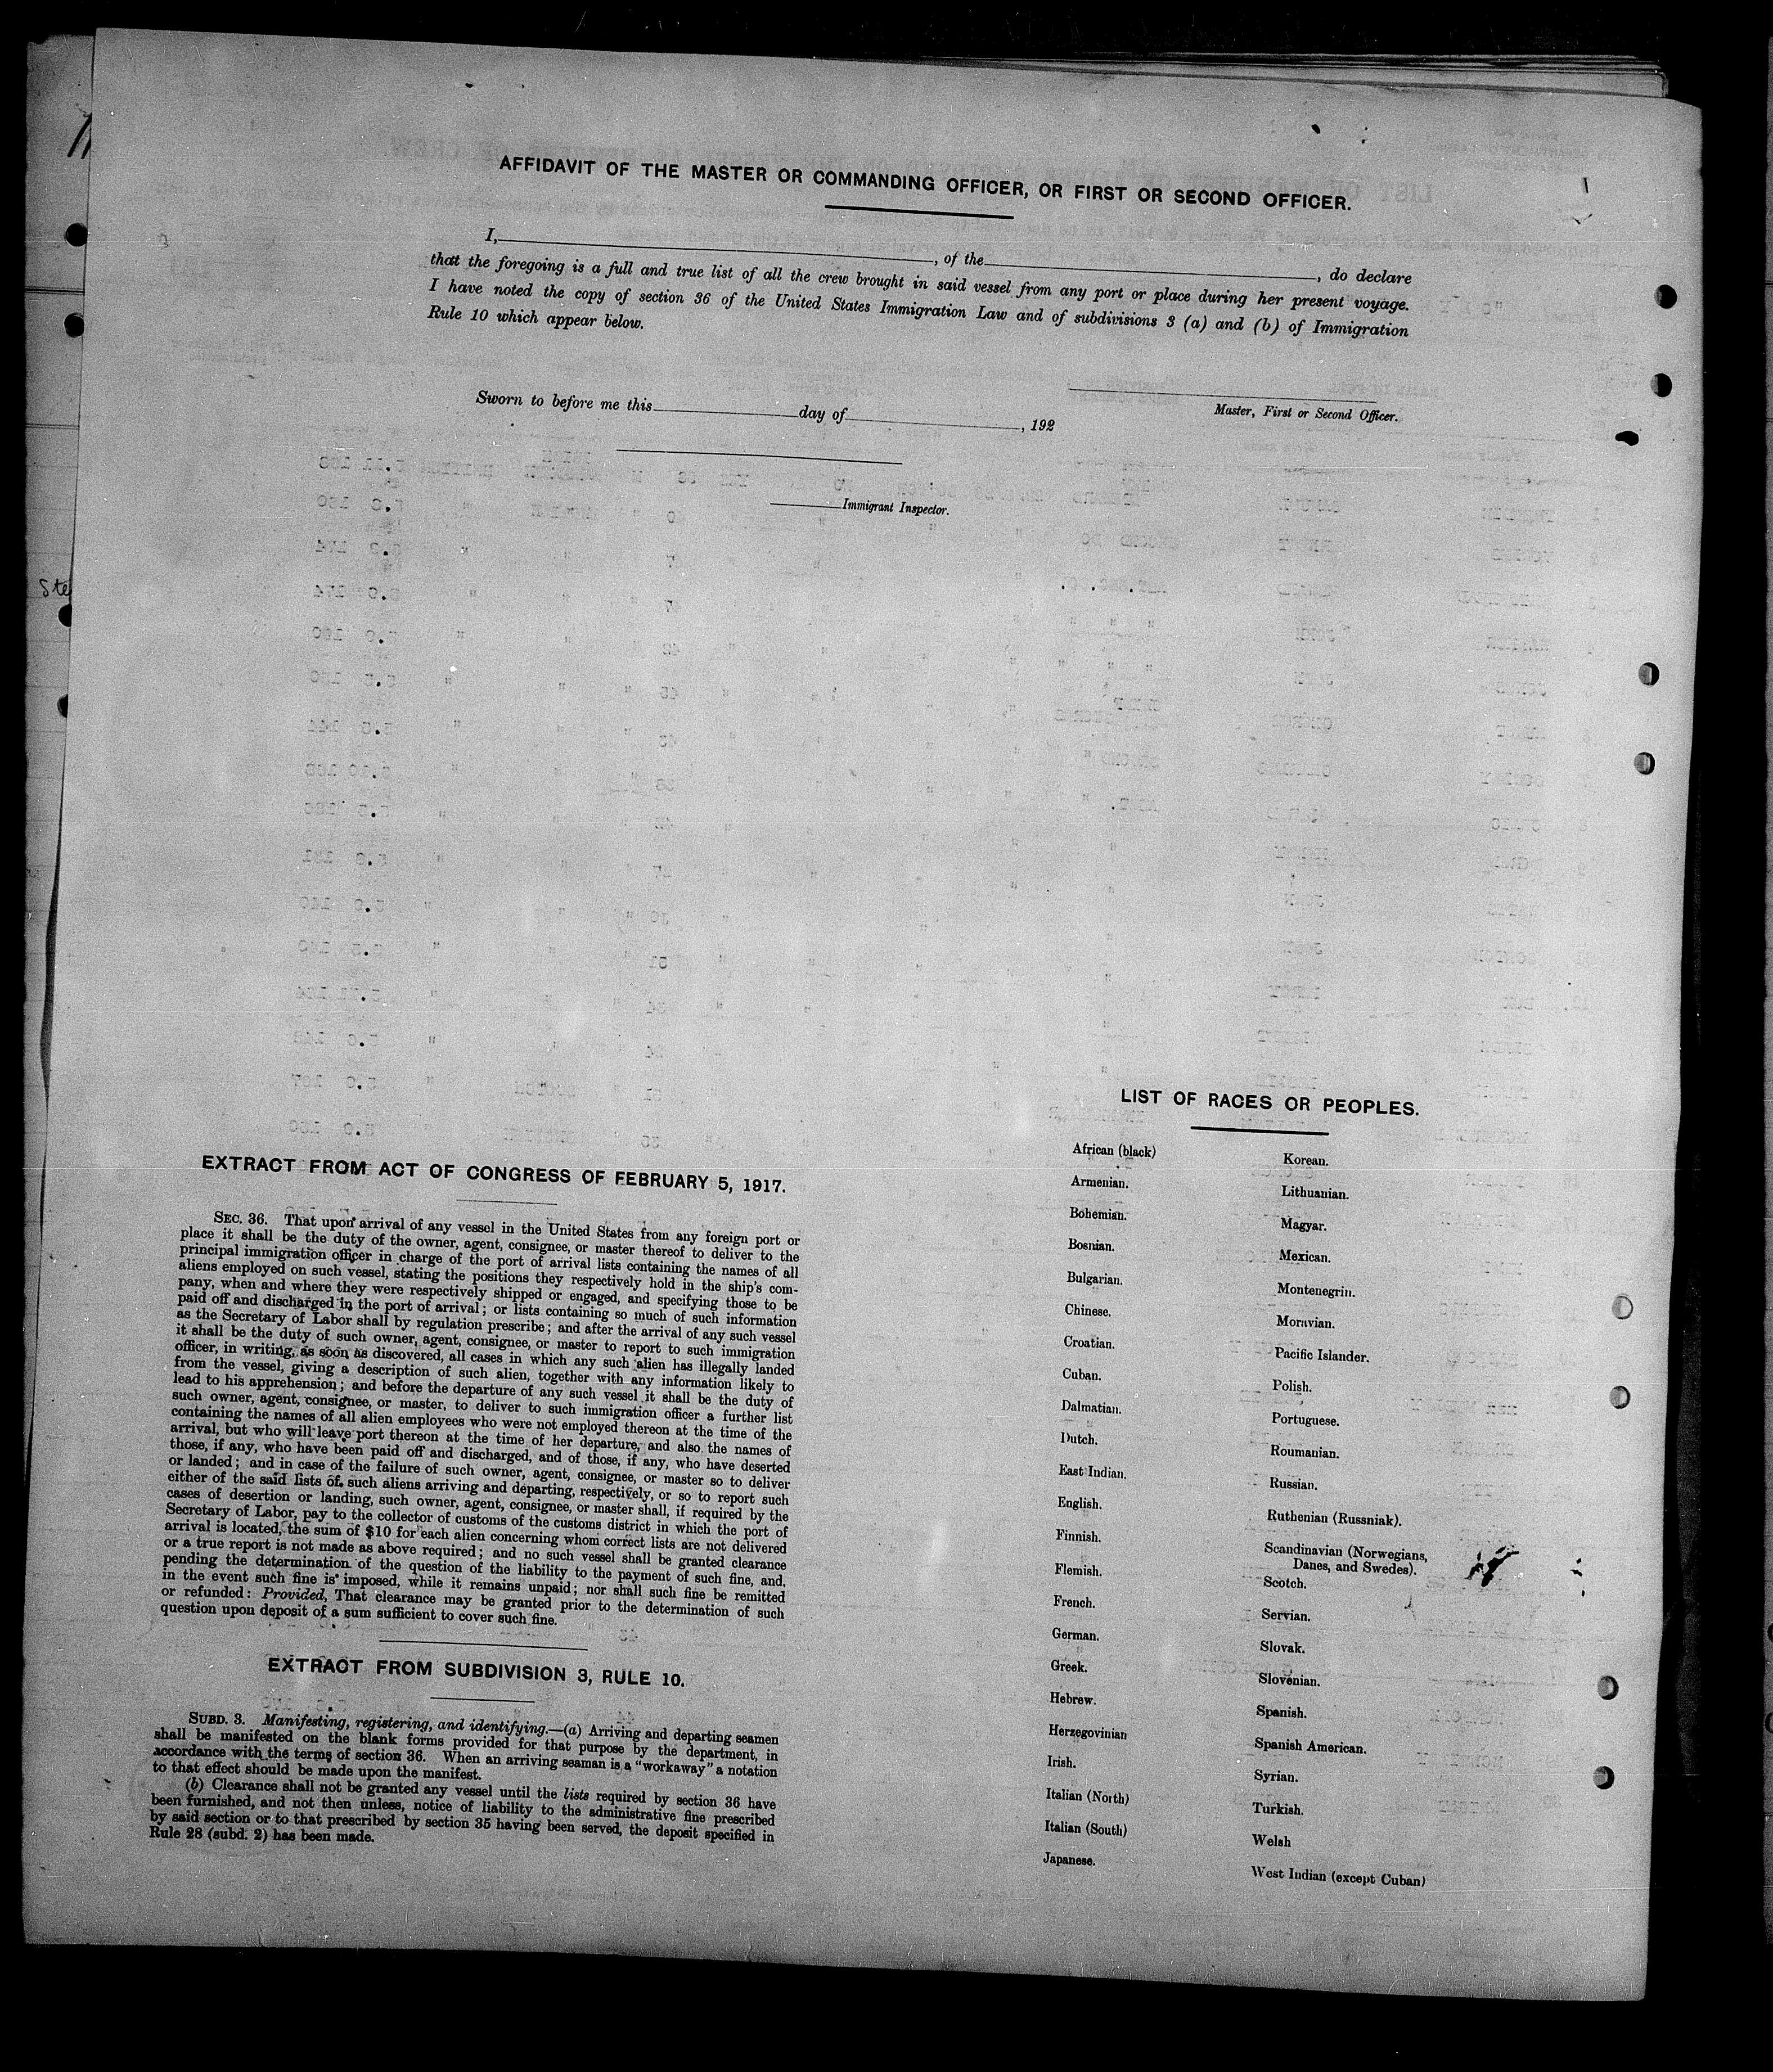 AFFIDAVIT OF THE MASTER OR COMMANDING OFFICER, OR FIRST OR SECOND OFFICER.
I, , of the , do declare
that the foregoing is a full and true list of all the crew brought in said vessel from any port or place during her present voyage.
I have noted the copy of section 36 of the United States Immigration Law and of subdivisions 3 (a) and (b) of Immigration
Rule 10 which appear below.
Sworn to before me this day of , 192
Master, First or Second Officer.
Immigrant Inspector.
Ste
EXTRACT FROM ACT OF CONGRESS OF FEBRUARY 5, 1917.
SEC. 36. That upon arrival of any vessel in the United States from any foreign port or
place it shall be the duty of the owner, agent, consignee, or master thereof to deliver to the
principal immigration officer in charge of the port of arrival lists containing the names of all
aliens employed on such vessel, stating the positions they respectively hold in the ship's com-
pany, when and where they were respectively shipped or engaged, and specifying those to be
paid off and discharged in the port of arrival; or lists containing so much of such information
as the Secretary of Labor shall by regulation prescribe; and after the arrival of any such vessel
it shall be the duty of such owner, agent, consignee, or master to report to such immigration
officer, in writing, as soon as discovered, all cases in which any such alien has illegally landed
from the vessel, giving a description of such alien, together with any information likely to
lead to his apprehension; and before the departure of any such vessel it shall be the duty of
such owner, agent, consignee, or master, to deliver to such immigration officer a further list
containing the names of all alien employees who were not employed thereon at the time of the
arrival, but who will leave port thereon at the time of her departure, and also the names of
those, if any, who have been paid off and discharged, and of those, if any, who have deserted
or landed; and in case of the failure of such owner, agent, consignee, or master so to deliver
either of the said lists of such aliens arriving and departing, respectively, or so to report such
cases of desertion or landing, such owner, agent, consignee, or master shall, if required by the
Secretary of Labor, pay to the collector of customs of the customs district in which the port of
arrival is located, the sum of $10 for each alien concerning whom correct lists are not delivered
or a true report is not made as above required; and no such vessel shall be granted clearance
pending the determination of the question of the liability to the payment of such fine, and,
in the event such fine is imposed, while it remains unpaid; nor shall such fine be remitted
or refunded: Provided, That clearance may be granted prior to the determination of such
question upon deposit of a sum sufficient to cover such fine.
EXTRACT FROM SUBDIVISION 3, RULE 10.
SUBD. 3. Manifesting, registering, and identifying.—(a) Arriving and departing seamen
shall be manifested on the blank forms provided for that purpose by the department, in
accordance with the terms of section 36. When an arriving seaman is a "workaway" a notation
to that effect should be made upon the manifest.
(b) Clearance shall not be granted any vessel until the lists required by section 36 have
been furnished, and not then unless, notice of liability to the administrative fine prescribed
by said section or to that prescribed by section 35 having been served, the deposit specified in
Rule 28 (subd. 2) has been made.
LIST OF RACES OR PEOPLES.
African (black)
Armenian.
Bohemian.
Bosnian.
Bulgarian.
Chinese.
Croatian.
Cuban.
Dalmatian.
Dutch.
East Indian.
English.
Finnish.
Flemish.
French.
German.
Greek.
Hebrew.
Herzegovinian
Irish.
Italian (North)
Italian (South)
Japanese.
Korean.
Lithuanian.
Magyar.
Mexican.
Montenegrin.
Moravian.
Pacific Islander.
Polish.
Portuguese.
Roumanian.
Russian.
Ruthenian (Russniak).
Scandinavian (Norwegians,
Danes, and Swedes).
Scotch.
Servian.
Slovak.
Slovenian.
Spanish.
Spanish American.
Syrian.
Turkish.
Welsh
West Indian (except Cuban)